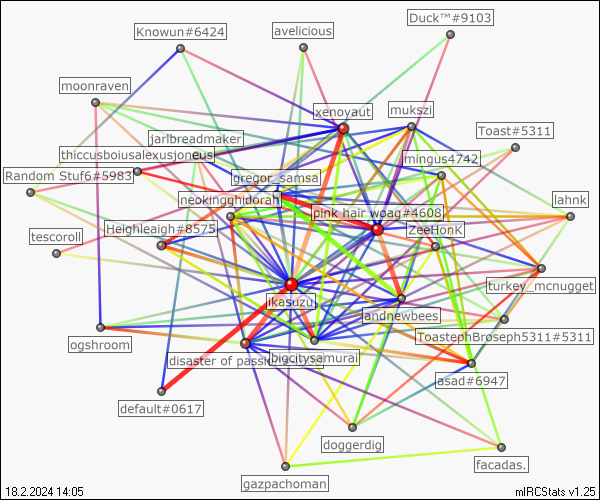 Duck™#9103
Knowun#6424
avelicious
moonraven
xenoyaut
mukszi
Toast#5311
jarlbreadmaker
thiccusboiusalexusjoneus
mingus4742
Random Stuf6#5983
gregor_samsa
neokingghidorah
lahnk
pink hair woag#4608
Heighleaigh#8575
ZeeHonK
tescoroll
turkey_mcnugget
ikasuzu
andnewbees
ToastephBroseph5311#5311
ogshroom
disaster of passion
bigcitysamurai
asad#6947
default#0617
doggerdig
facadas.
gazpachoman
18.2.2024 14:05
mIRCStats v1.25